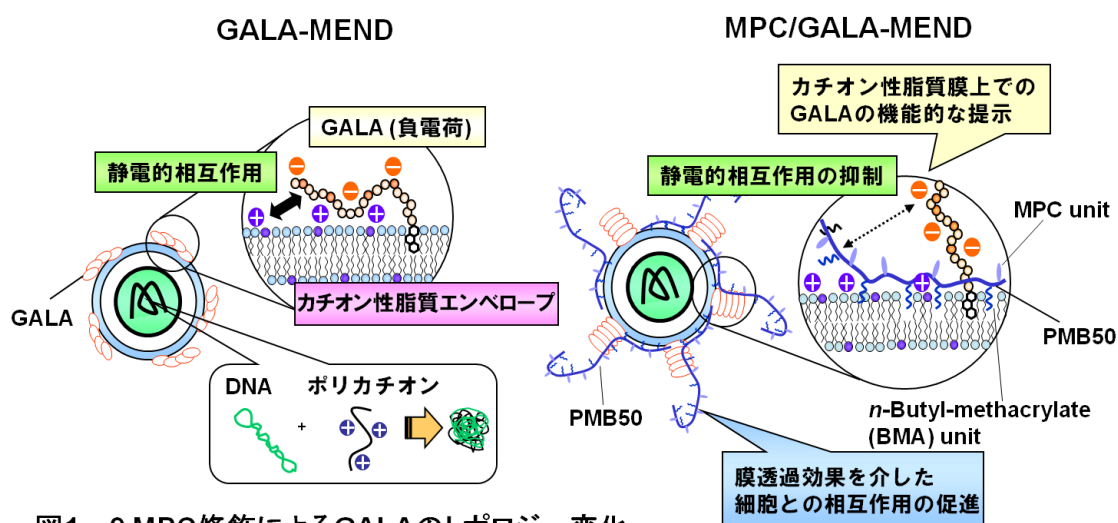 GALA-MEND
MPC/GALA-MEND
GALA (負電荷)
静電的相互作用
カチオン性脂質エンベロープ
GALA
DNA
ポリカチオン
+
カチオン性脂質膜上での
GALAの機能的な提示
静電的相互作用の抑制
MPC unit
PMB50
PMB50
n-Butyl-methacrylate
(BMA) unit
膜透過効果を介した
細胞との相互作用の促進